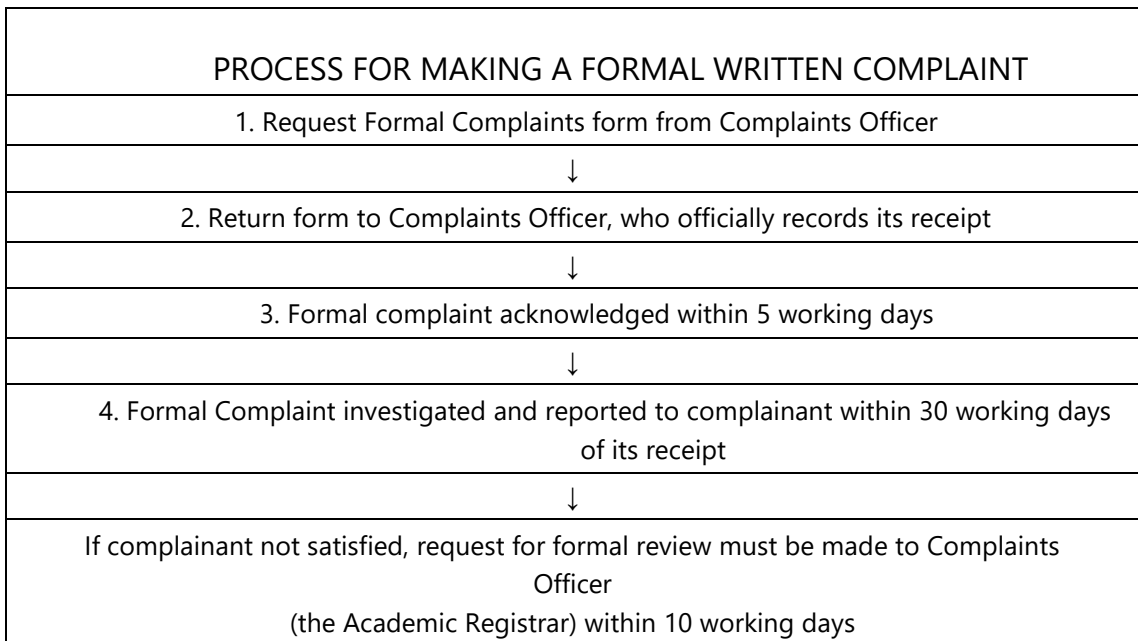 PROCESS FOR MAKING A FORMAL WRITTEN COMPLAINT
1. Request Formal Complaints form from Complaints Officer
↓
2. Return form to Complaints Officer, who officially records its receipt
↓
3. Formal complaint acknowledged within 5 working days
↓
4. Formal Complaint investigated and reported to complainant within 30 working days
of its receipt
↓
If complainant not satisfied, request for formal review must be made to Complaints
Officer
(the Academic Registrar) within 10 working days